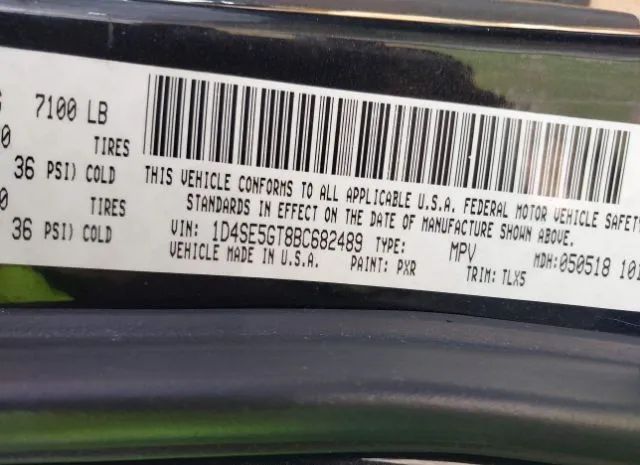 7100 LB
TIRES
36 PSI) COLD
TIRES
36 PSI) COLD
THIS VEHICLE CONFORMS TO ALL APPLICABLE U.S.A. FEDERAL MOTOR VEHICLE SAFETY
STANDARDS IN EFFECT ON THE DATE OF MANUFACTURE SHOWN ABOVE.
VIN: 1D4SE5GT8BC682489 TYPE: MPV MDH:050518 101
VEHICLE MADE IN U.S.A. PAINT: PXR TRIM: TLX5